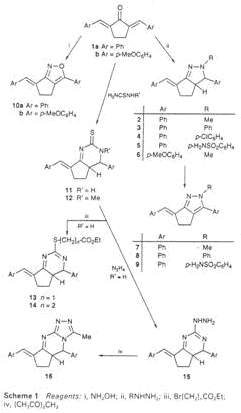 O
Ar
Ar
1a Ar = Ph
b Ar = p-MeOC6H4
i
ii
N-O
Ar
Ar
10a Ar = Ph
b Ar = p-MeOC6H4
H2NCSNHR'
R
N-N
Ar
Ar
Ar R
2 Ph Me
3 Ph Ph
4 Ph p-ClC6H4
5 Ph p-H2NSO2C6H4
6 p-MeOC6H4 Me
S
HN NR'
Ar
Ar
11 R' = H
12 R' = Me
iii
R' = H
R
N-N
Ar
Ar
Ar R
7 Ph Me
8 Ph Ph
9 Ph p-H2NSO2C6H4
S-[CH2]nCO2Et
N N
Ar
Ar
13 n = 1
14 n = 2
N2H4
R' = H
N-N
Me
N N
Ar
Ar
16
iv
NHNH2
N N
Ar
Ar
15
Scheme 1 Reagents: i, NH2OH; ii, RNHNH2; iii, Br[CH2]nCO2Et;
iv, (CH3CO)2CH2